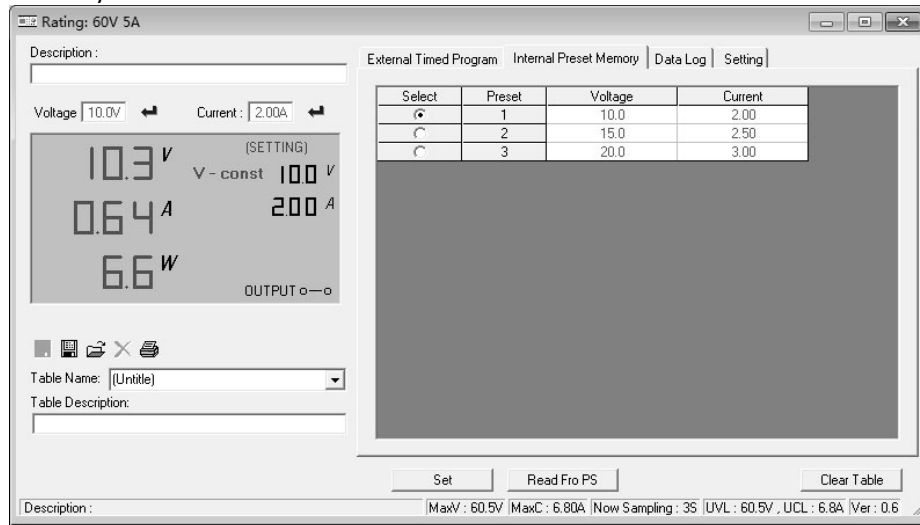 Rating: 60V 5A
Description :
Voltage 10.0V Current : 2.00A
10.3 V
(SETTING)
V - const 10.0 V
0.64 A
2.00 A
6.6 W
OUTPUT
Table Name: (Untitle)
Table Description:
External Timed Program Internal Preset Memory Data Log Setting
Select Preset Voltage Current
1 10.0 2.00
2 15.0 2.50
3 20.0 3.00
Set Read Fro PS Clear Table
Description : MaxV : 60.5V MaxC : 6.80A Now Sampling : 3S UVL : 60.5V , UCL : 6.8A Ver : 0.6